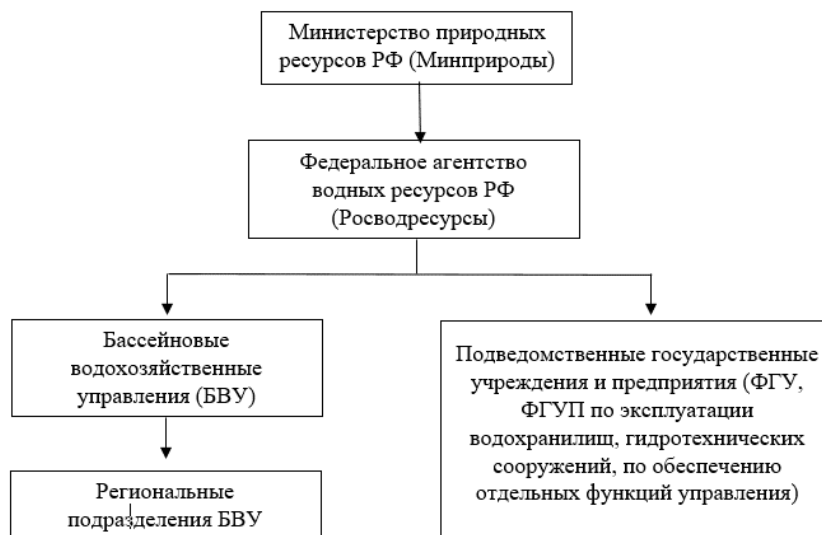 Министерство природных
ресурсов РФ (Минприроды)
Федеральное агентство
водных ресурсов РФ
(Росводресурсы)
Бассейновые
водохозяйственные
управления (БВУ)
Региональные
подразделения БВУ
Подведомственные государственные
учреждения и предприятия (ФГУ,
ФГУП по эксплуатации
водохранилищ, гидротехнических
сооружений, по обеспечению
отдельных функций управления)